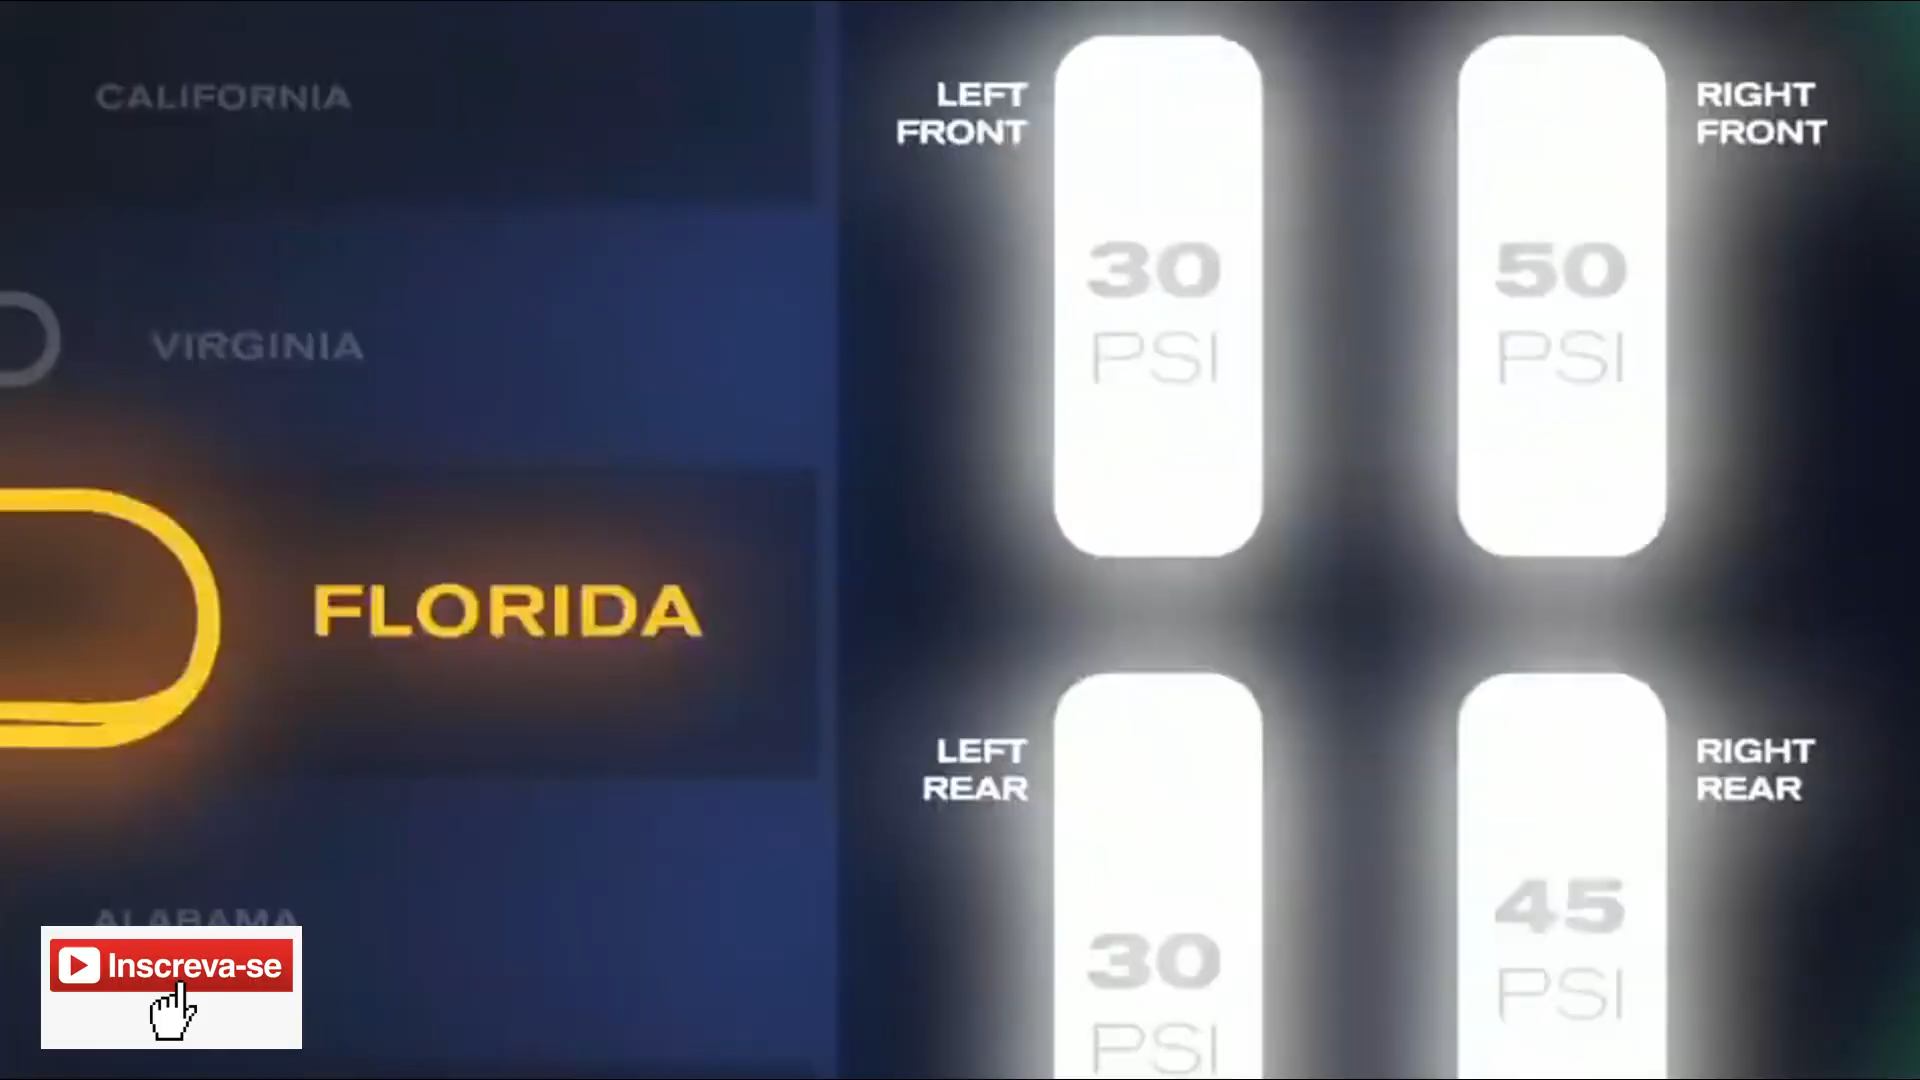 CALIFORNIA
VIRGINIA
FLORIDA
ALABAMA
Inscreva-se
LEFT
FRONT
30
PSI
RIGHT
FRONT
50
PSI
LEFT
REAR
30
PSI
RIGHT
REAR
45
PSI